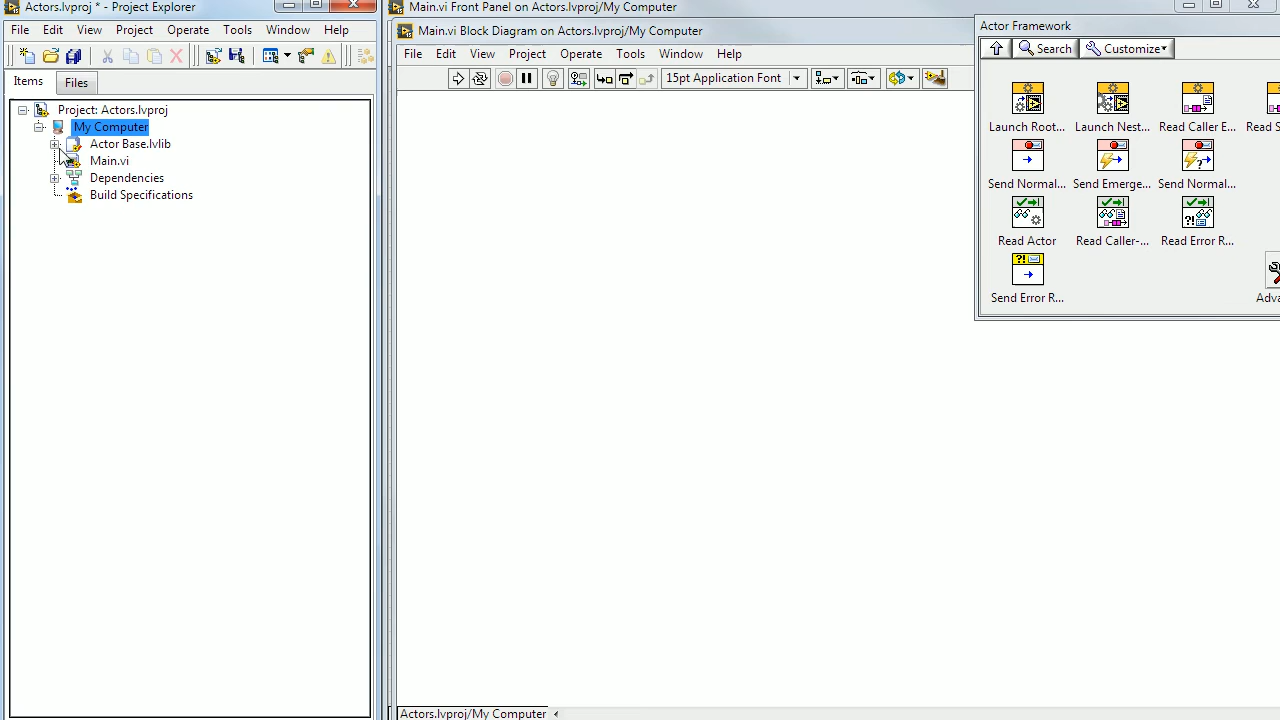 Actors.lvproj * - Project Explorer
File Edit View Project Operate Tools Window Help
Items Files
Project: Actors.lvproj
My Computer
Actor Base.lvlib
Main.vi
Dependencies
Build Specifications
Main.vi Front Panel on Actors.lvproj/My Computer
Main.vi Block Diagram on Actors.lvproj/My Computer
File Edit View Project Operate Tools Window Help
15pt Application Font
Actor Framework
Search Customize
Launch Root... Launch Nest... Read Caller E... Read S
Send Normal... Send Emerge... Send Normal...
Read Actor Read Caller-... Read Error R...
Send Error R... Adva
Actors.lvproj/My Computer